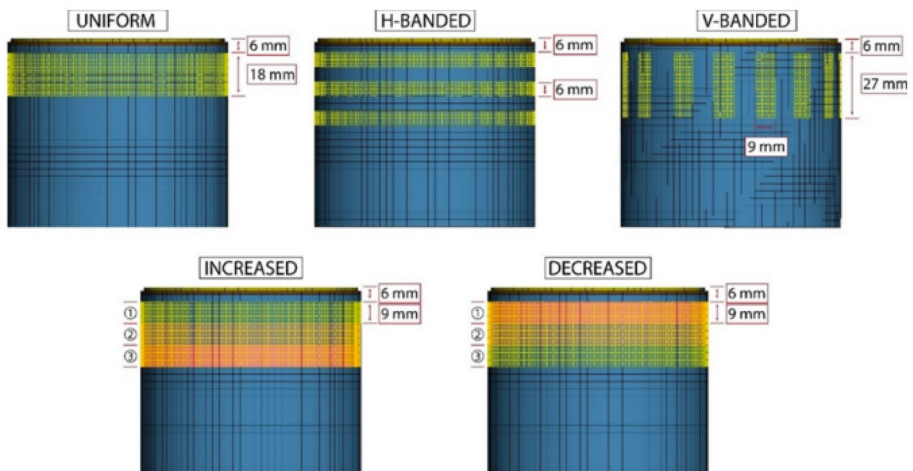 UNIFORM
6 mm
18 mm
H-BANDED
6 mm
6 mm
V-BANDED
6 mm
27 mm
9 mm
INCREASED
6 mm
9 mm
①
②
③
DECREASED
6 mm
9 mm
①
②
③